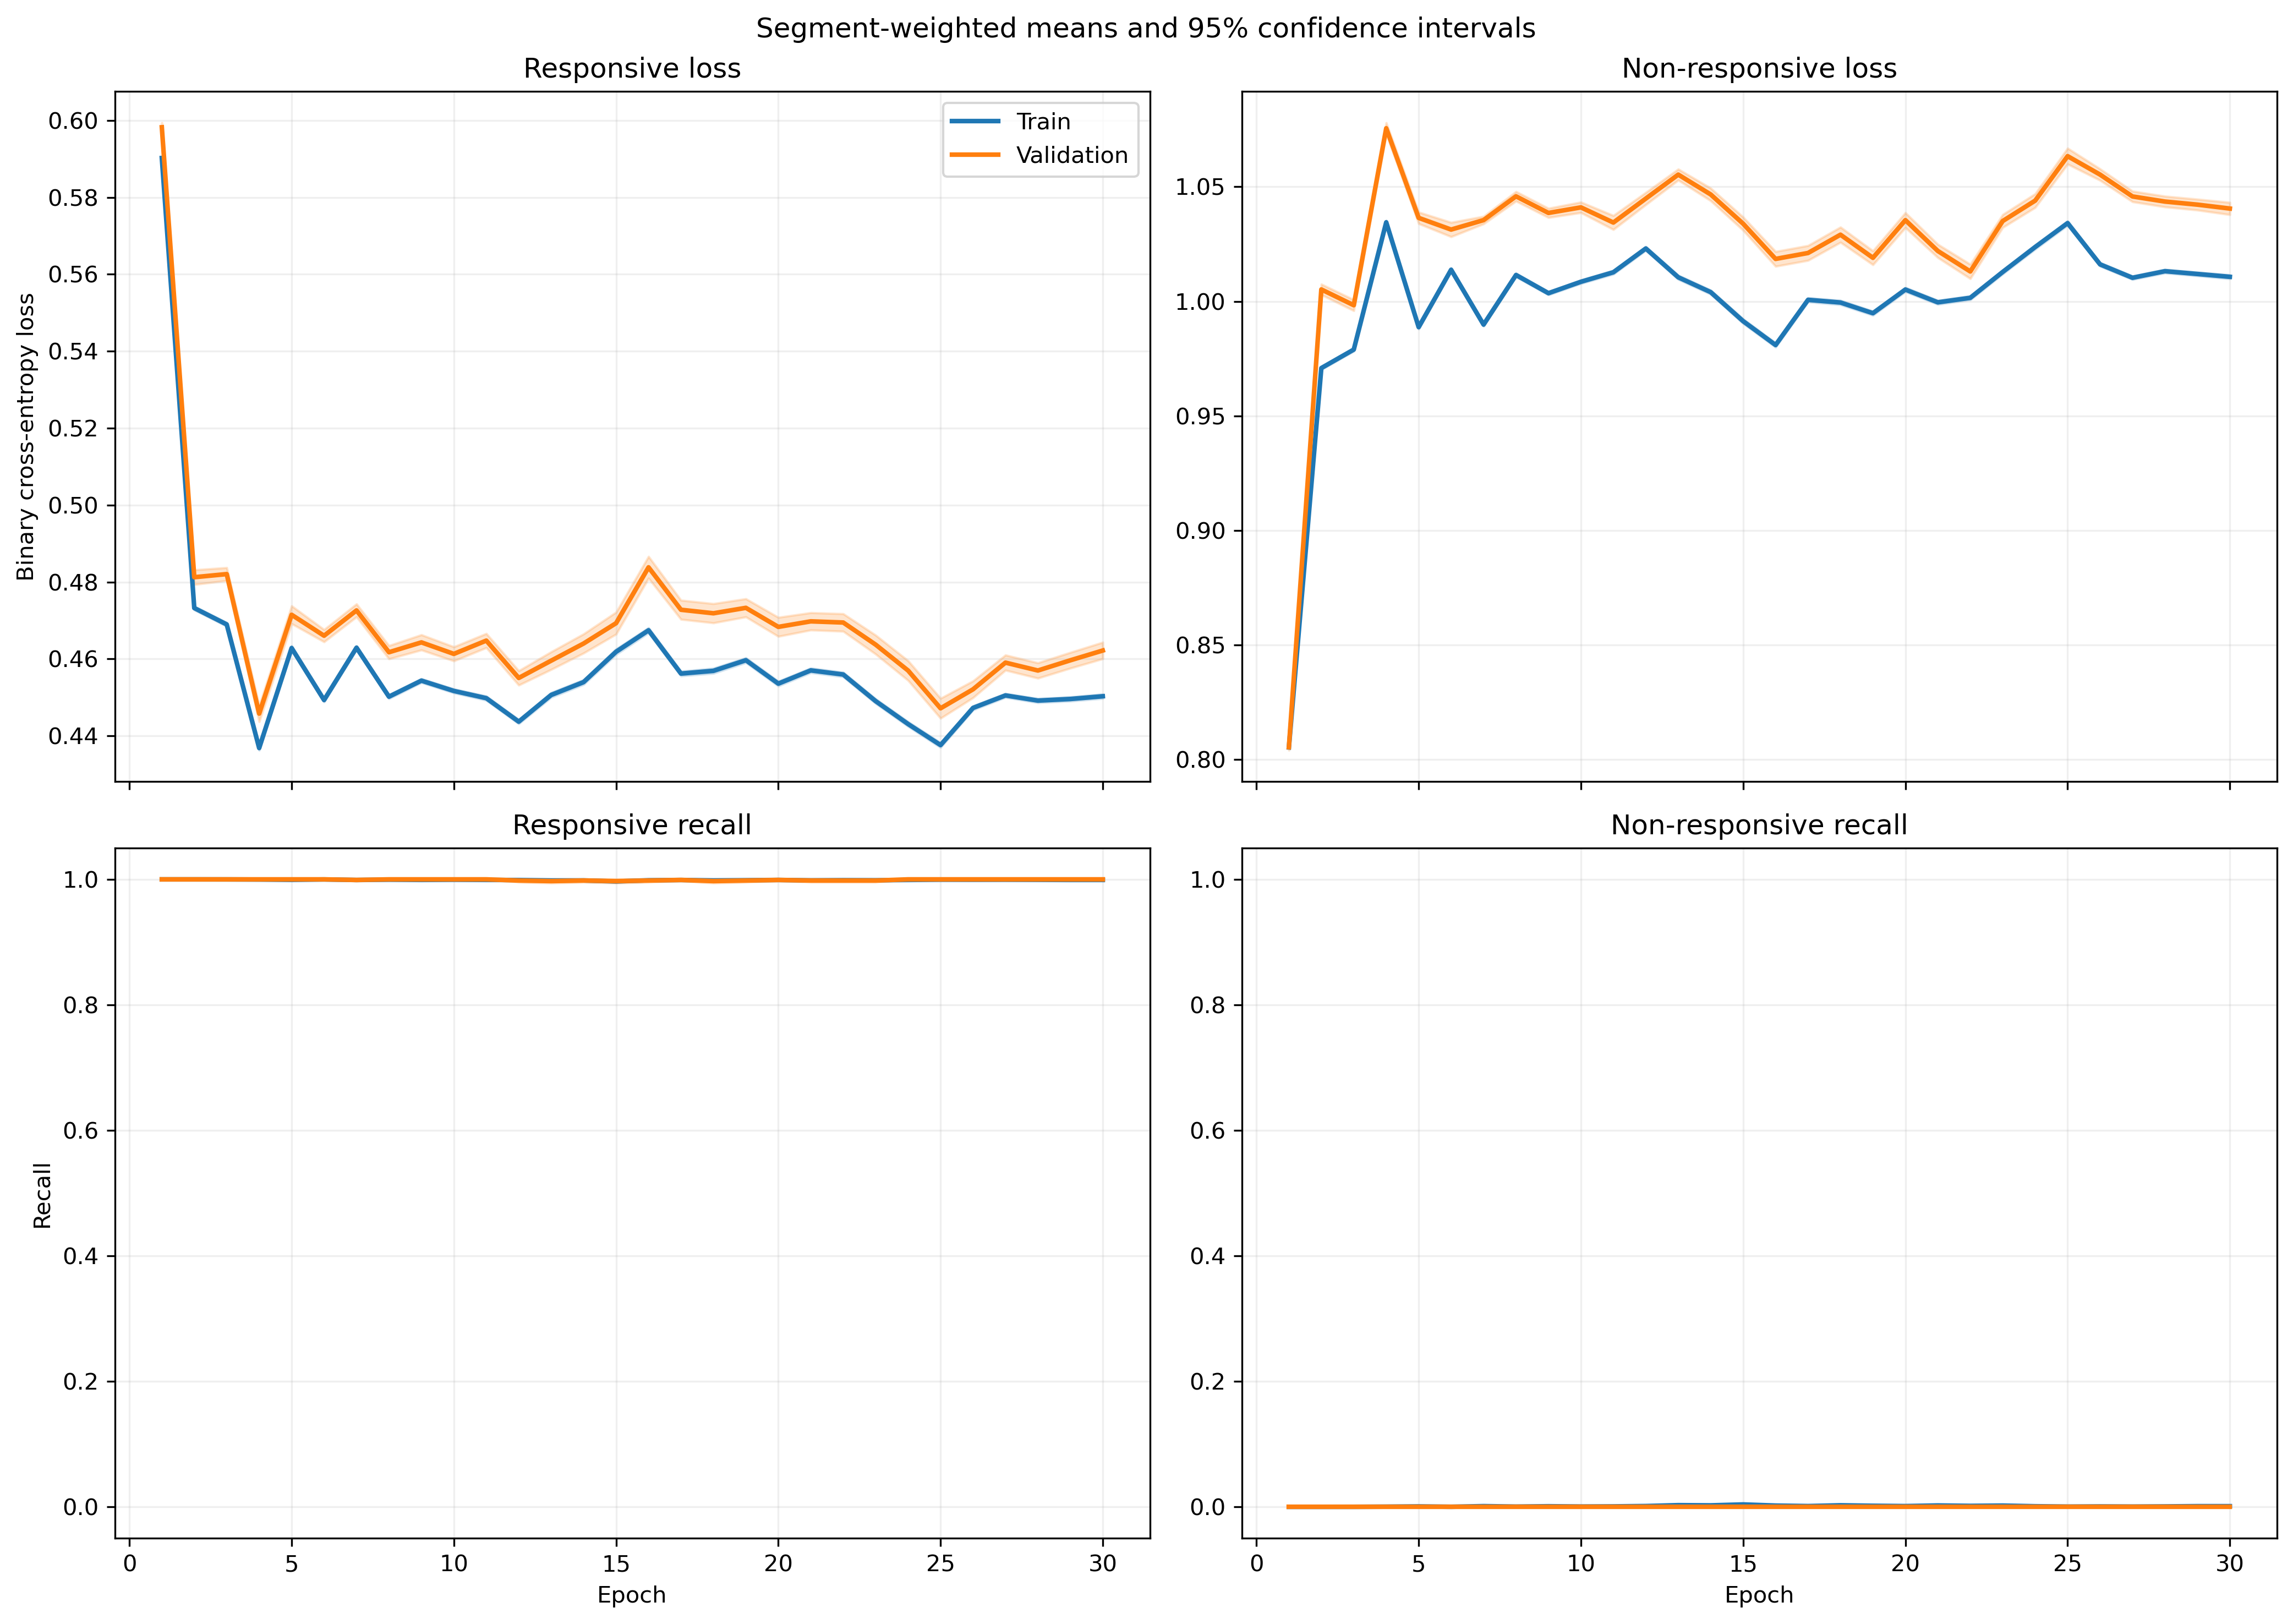 Segment-weighted means and 95% confidence intervals
Responsive loss
Binary cross-entropy loss
0.60
0.58
0.56
0.54
0.52
0.50
0.48
0.46
0.44
Train
Validation
Non-responsive loss
1.05
1.00
0.95
0.90
0.85
0.80
Responsive recall
Recall
1.0
0.8
0.6
0.4
0.2
0.0
0 5 10 15 20 25 30
Epoch
Non-responsive recall
1.0
0.8
0.6
0.4
0.2
0.0
0 5 10 15 20 25 30
Epoch